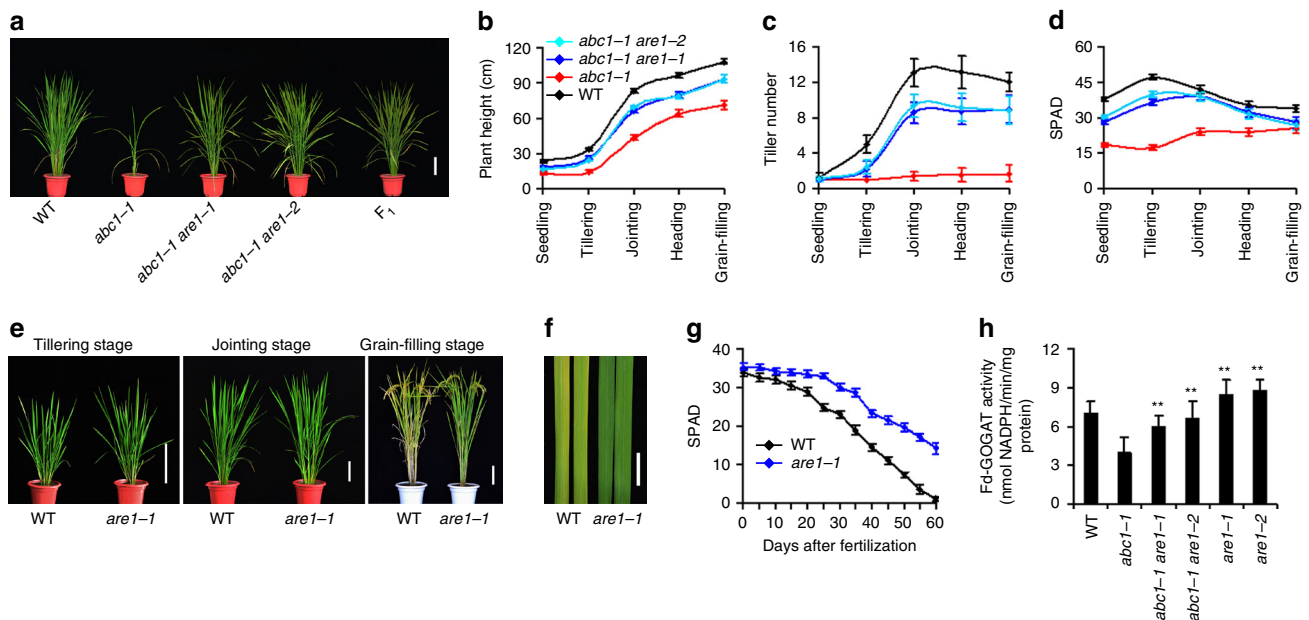 a
WT
abc1–1
abc1–1 are1–1
abc1–1 are1–2
F1
b
Plant height (cm)
120
90
60
30
0
abc1–1 are1–2
abc1–1 are1–1
abc1–1
WT
Seedling
Tillering
Jointing
Heading
Grain-filling
c
Tiller number
16
12
8
4
0
Seedling
Tillering
Jointing
Heading
Grain-filling
d
SPAD
60
45
30
15
0
Seedling
Tillering
Jointing
Heading
Grain-filling
e
Tillering stage
Jointing stage
Grain-filling stage
WT
are1–1
WT
are1–1
WT
are1–1
f
WT are1–1
g
SPAD
40
30
20
10
0
WT
are1–1
0 10 20 30 40 50 60
Days after fertilization
h
Fd-GOGAT activity
(nmol NADPH/min/mg
protein)
12
9
6
3
0
**
**
**
**
WT
abc1–1
abc1–1 are1–1
abc1–1 are1–2
are1–1
are1–2